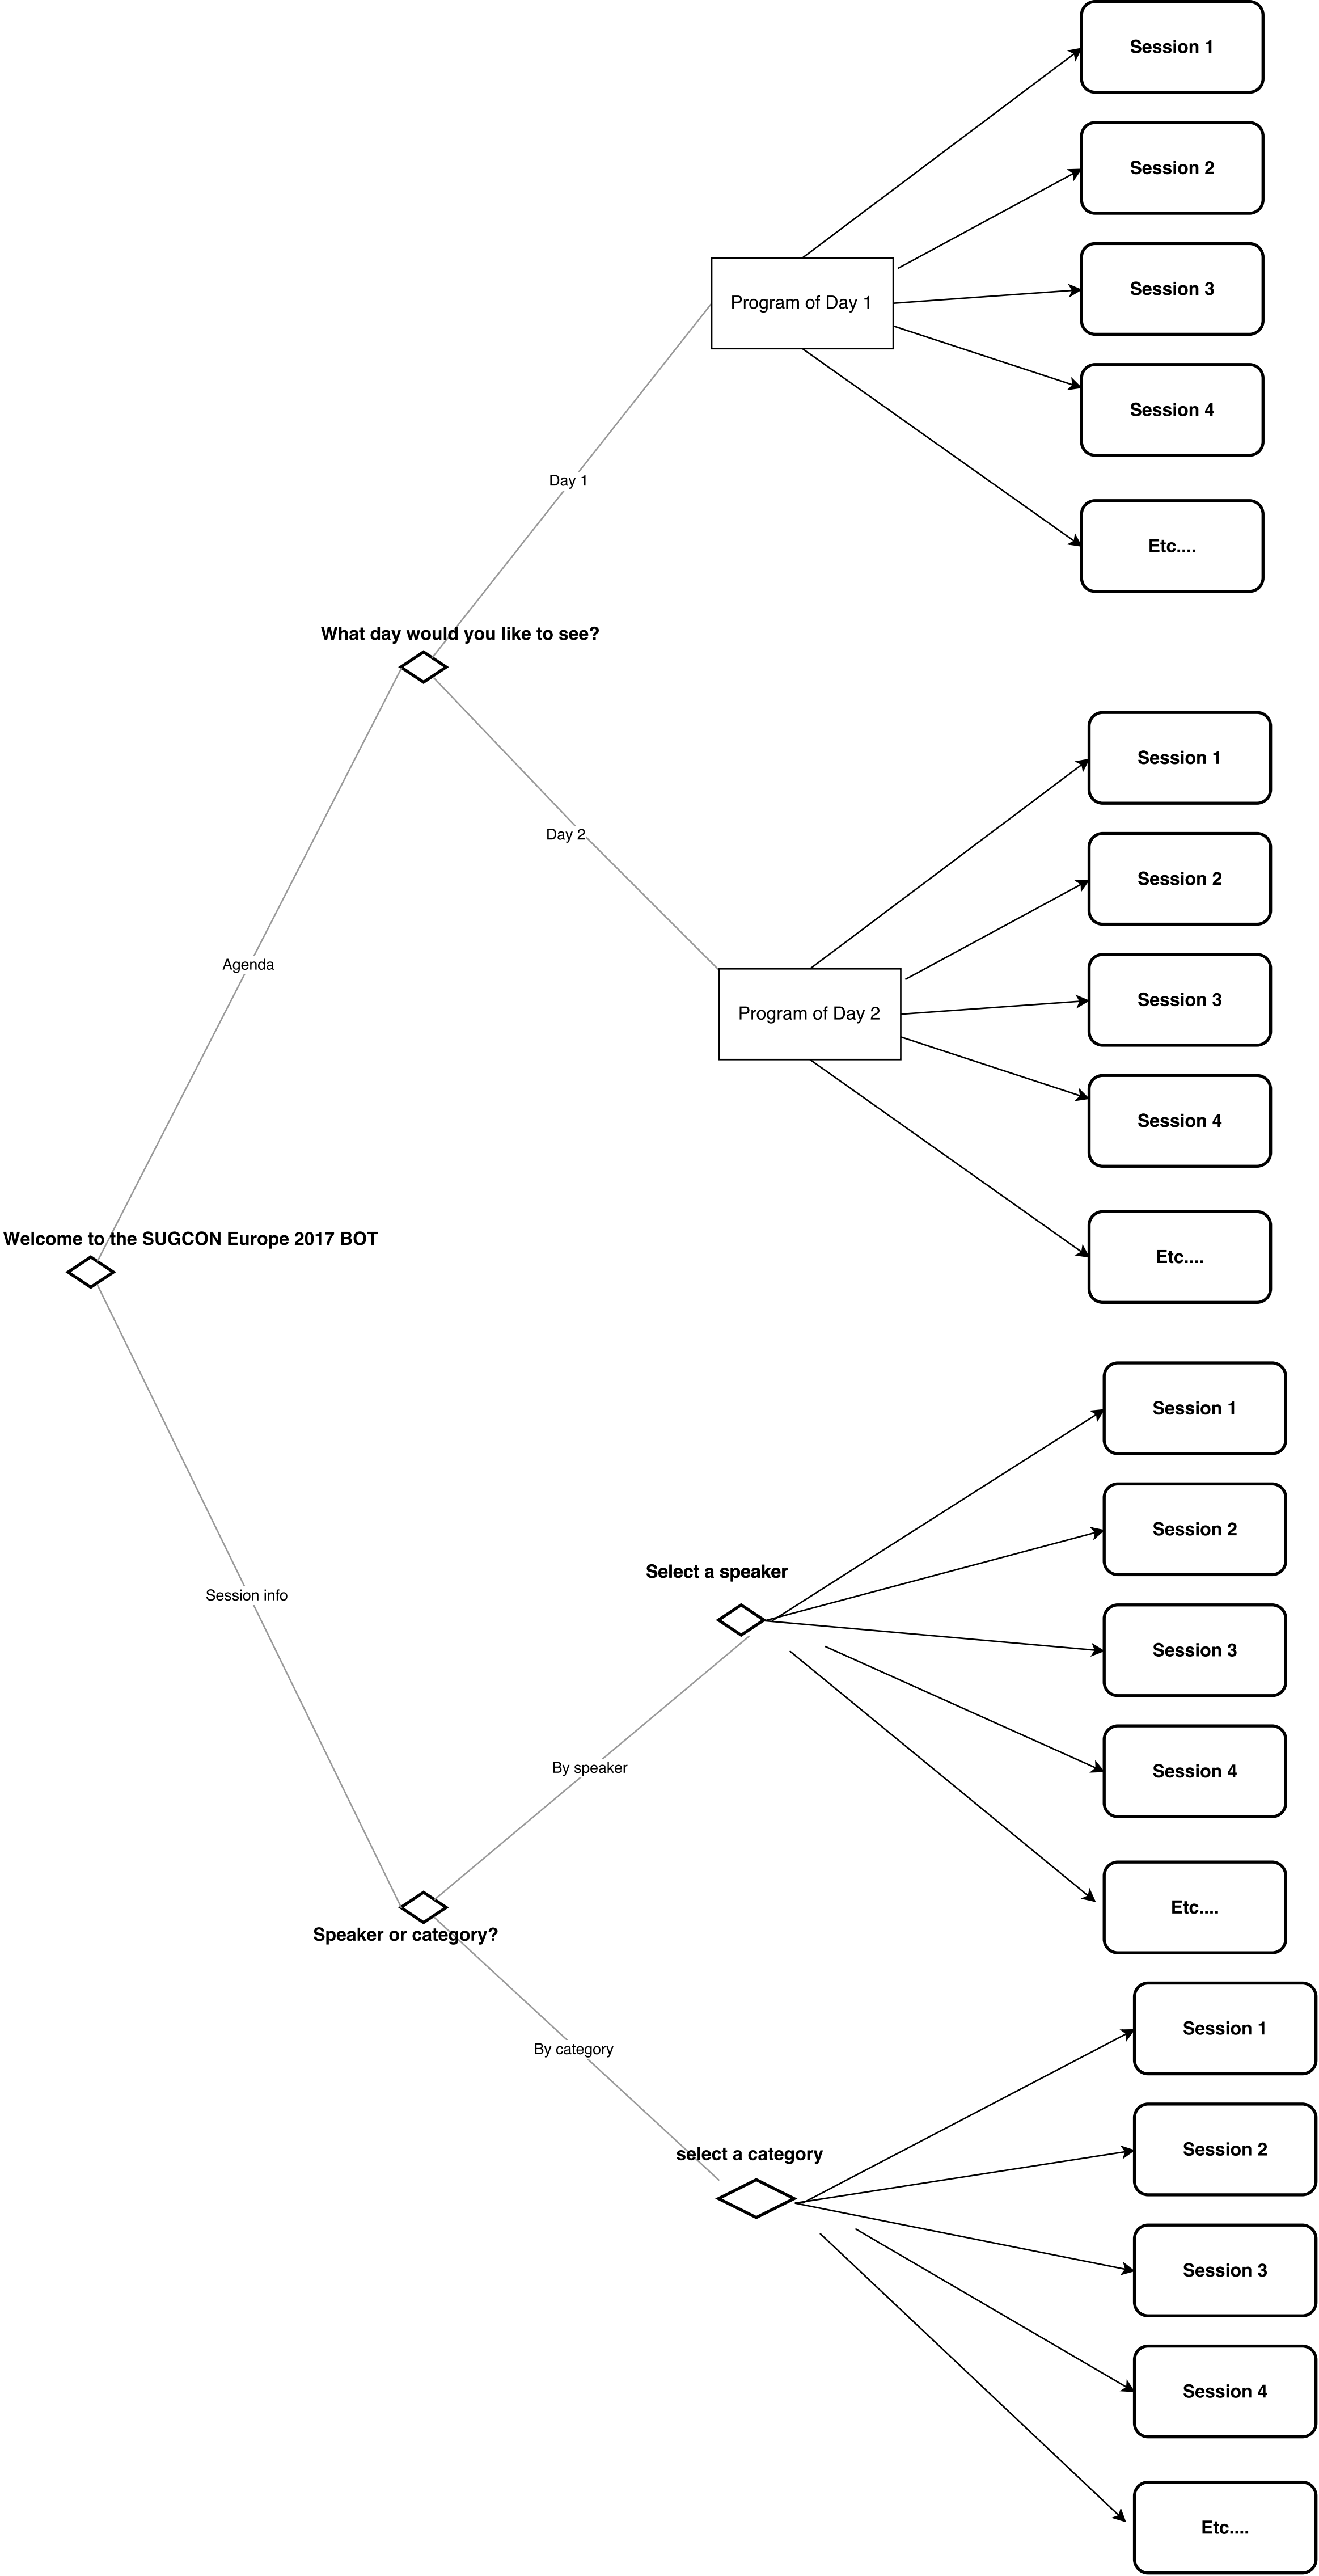 Session 1
Session 2
Session 3
Program of Day 1
Session 4
Day 1
Etc....
What day would you like to see?
Session 1
Day 2
Session 2
Agenda
Session 3
Program of Day 2
Session 4
Welcome to the SUGCON Europe 2017 BOT
Etc....
Session 1
Session 2
Select a speaker
Session info
Session 3
By speaker
Session 4
Etc....
Speaker or category?
Session 1
By category
Session 2
select a category
Session 3
Session 4
Etc....